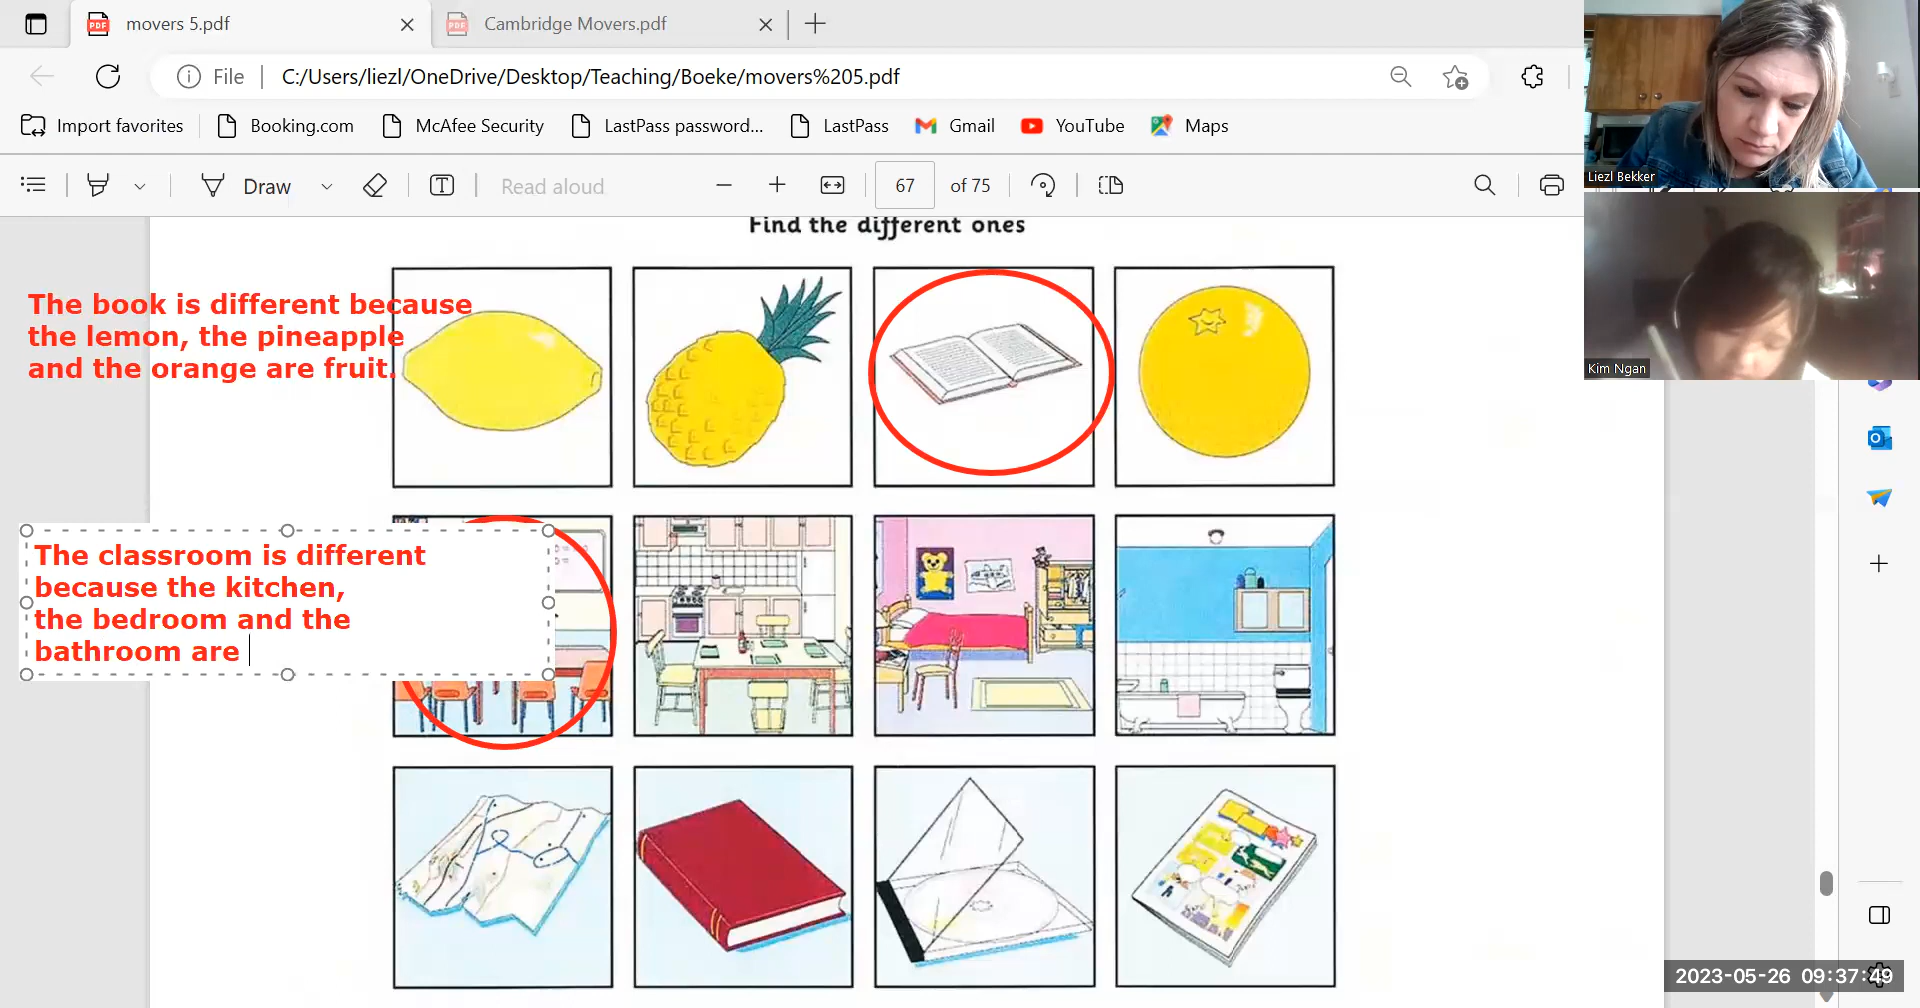 movers 5.pdf
Cambridge Movers.pdf
File
C:/Users/liezl/OneDrive/Desktop/Teaching/Boeke/movers%205.pdf
Import favorites
Booking.com
McAfee Security
LastPass password...
LastPass
Gmail
YouTube
Maps
Draw
Read aloud
67
of 75
Liezl Bekker
Kim Ngan
Find the different ones
The book is different because
the lemon, the pineapple
and the orange are fruit.
The classroom is different
because the kitchen,
the bedroom and the
bathroom are
2023-05-26 09:37:49